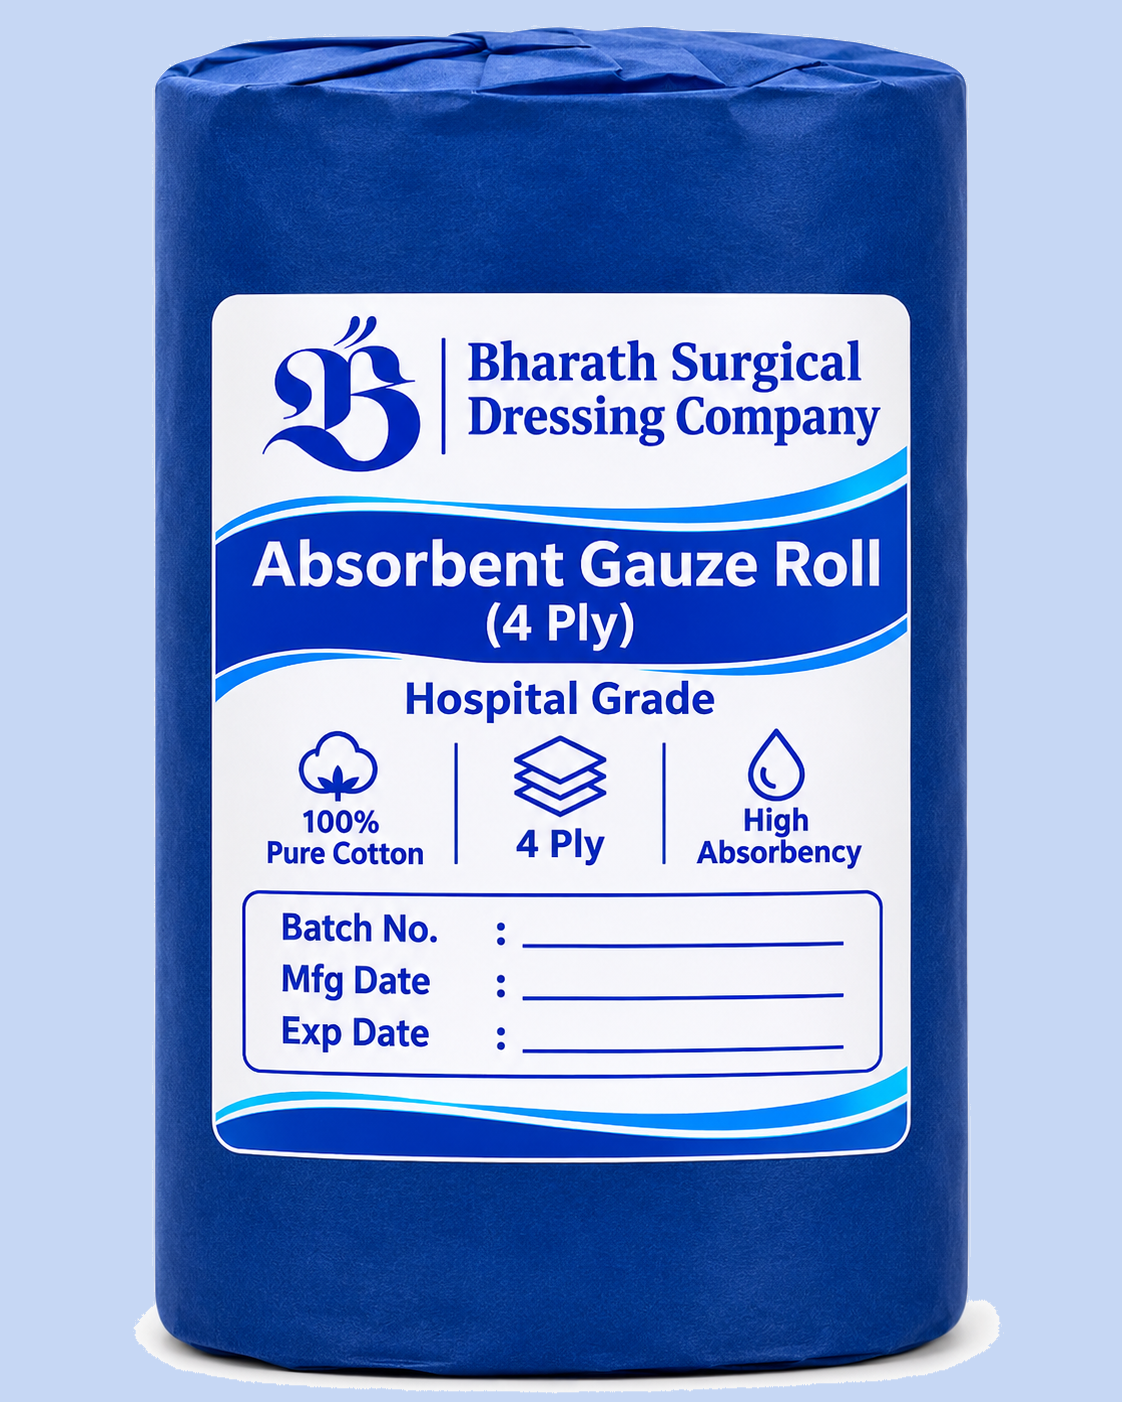 B
Bharath Surgical
Dressing Company
Absorbent Gauze Roll
(4 Ply)
Hospital Grade
100%
Pure Cotton
4 Ply
High
Absorbency
Batch No. :
Mfg Date :
Exp Date :